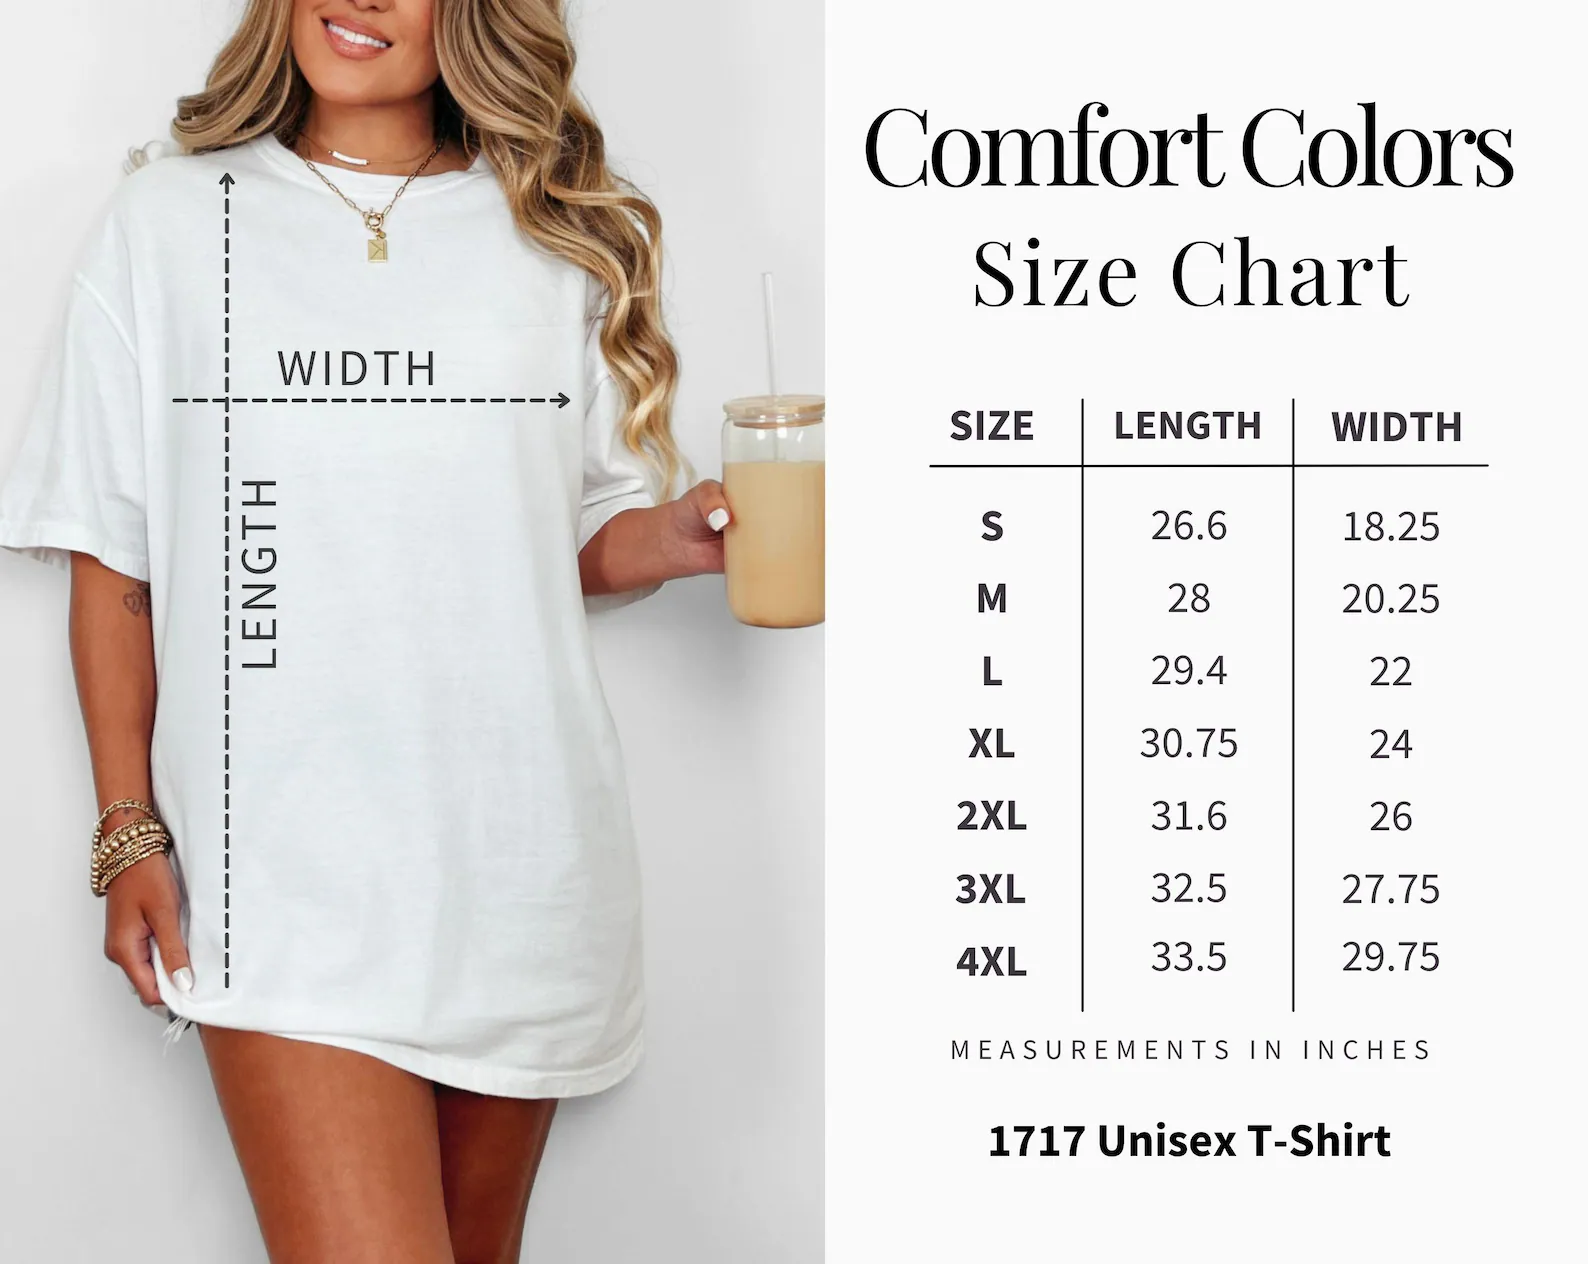 WIDTH
LENGTH
Comfort Colors
Size Chart
SIZE LENGTH WIDTH
S 26.6 18.25
M 28 20.25
L 29.4 22
XL 30.75 24
2XL 31.6 26
3XL 32.5 27.75
4XL 33.5 29.75
MEASUREMENTS IN INCHES
1717 Unisex T-Shirt